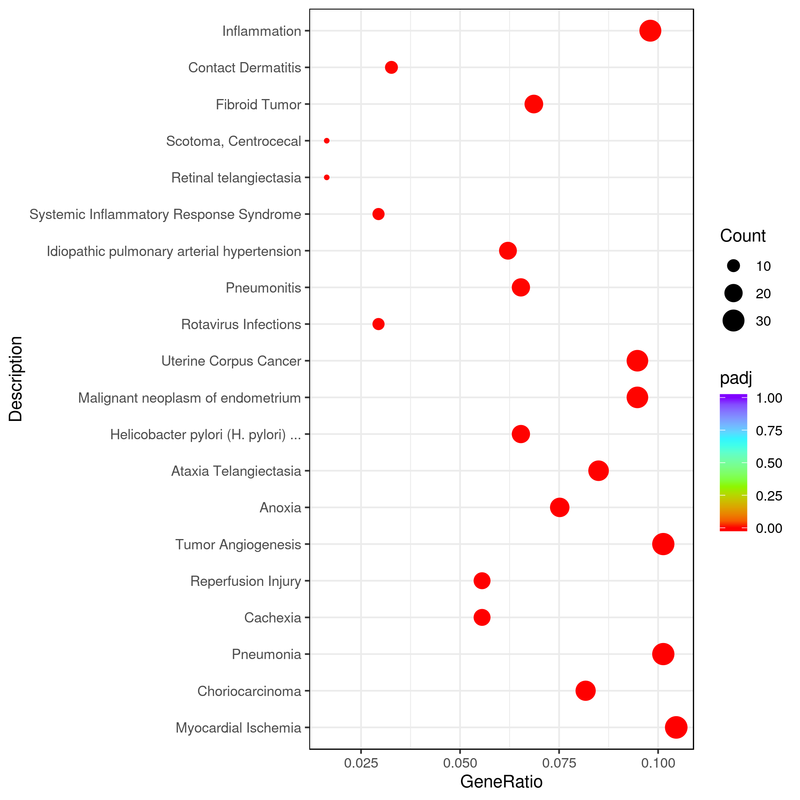 Inflammation
Contact Dermatitis
Fibroid Tumor
Scotoma, Centrocecal
Retinal telangiectasia
Systemic Inflammatory Response Syndrome
Idiopathic pulmonary arterial hypertension
Pneumonitis
Rotavirus Infections
Uterine Corpus Cancer
Malignant neoplasm of endometrium
Helicobacter pylori (H. pylori) ...
Ataxia Telangiectasia
Anoxia
Tumor Angiogenesis
Reperfusion Injury
Cachexia
Pneumonia
Choriocarcinoma
Myocardial Ischemia
Description
0.025 0.050 0.075 0.100
GeneRatio
Count
10
20
30
padj
1.00
0.75
0.50
0.25
0.00